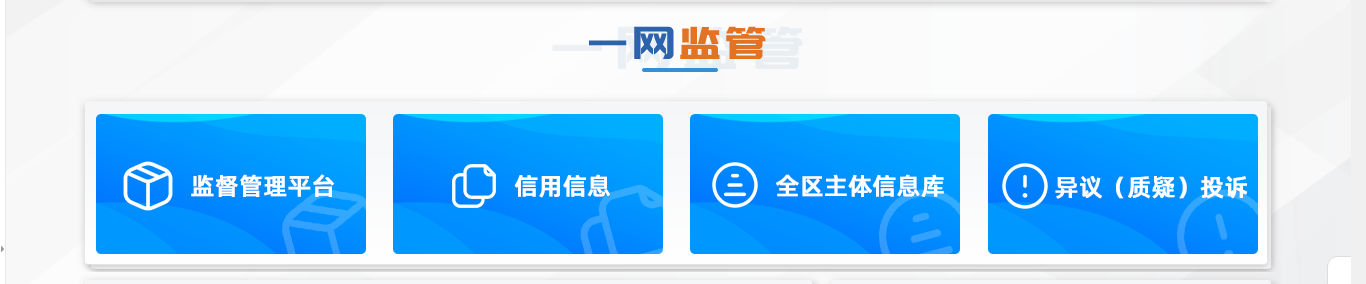 一网监管
监督管理平台
信用信息
全区主体信息库
异议（质疑）投诉